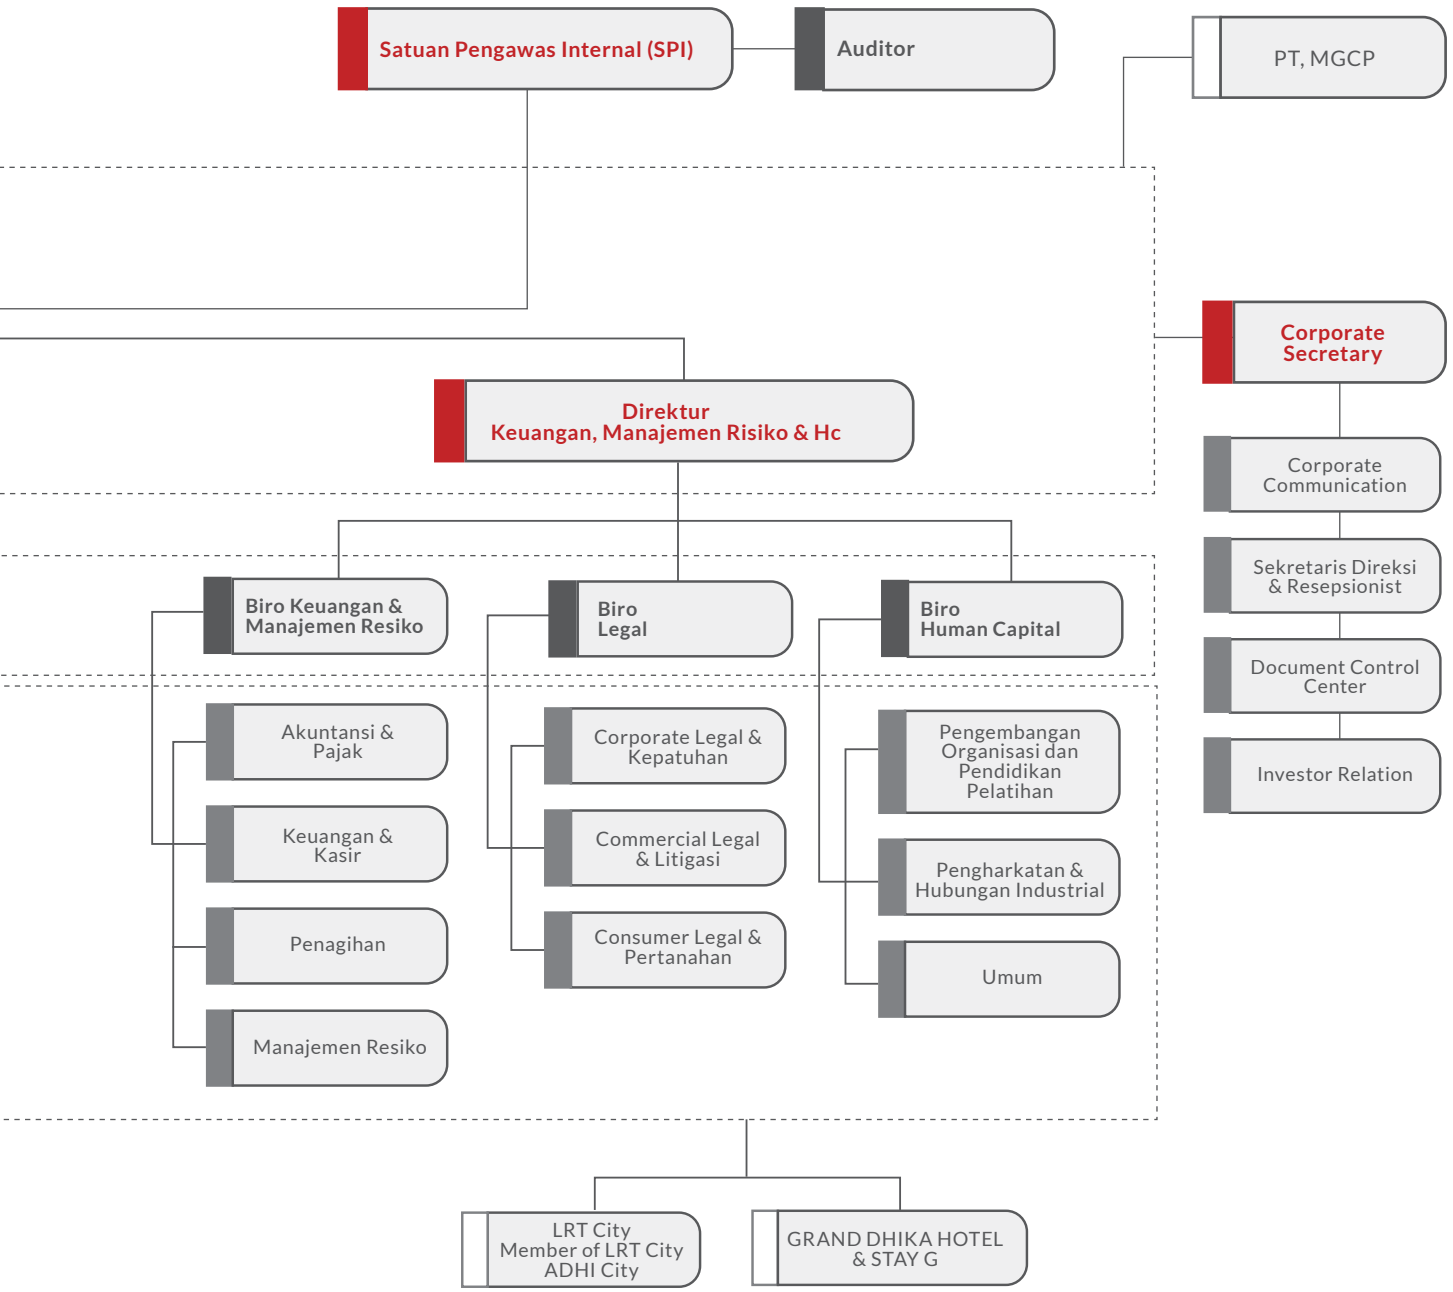 Satuan Pengawas Internal (SPI)
Auditor
PT, MGCP
Corporate
Secretary
Direktur
Keuangan, Manajemen Risiko & Hc
Corporate
Communication
Sekretaris Direksi
& Resepsionist
Document Control
Center
Investor Relation
Biro Keuangan &
Manajemen Resiko
Biro
Legal
Biro
Human Capital
Akuntansi &
Pajak
Keuangan &
Kasir
Penagihan
Manajemen Resiko
Corporate Legal &
Kepatuhan
Commercial Legal
& Litigasi
Consumer Legal &
Pertanahan
Pengembangan
Organisasi dan
Pendidikan
Pelatihan
Pengharkatan &
Hubungan Industrial
Umum
LRT City
Member of LRT City
ADHI City
GRAND DHIKA HOTEL
& STAY G